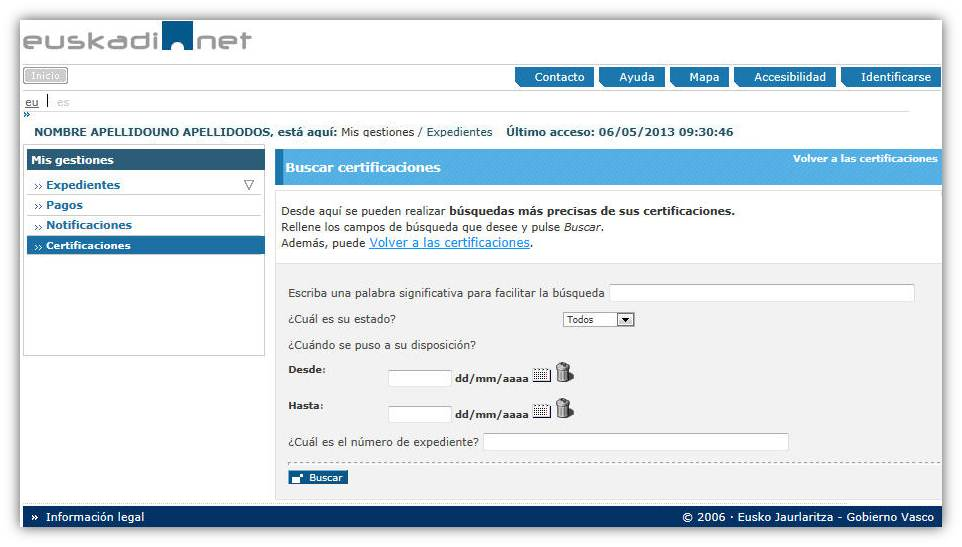 euskadi.net
Inicio
Contacto Ayuda Mapa Accesibilidad Identificarse
eu es
»
NOMBRE APELLIDOUNO APELLIDODOS, está aquí: Mis gestiones / Expedientes Último acceso: 06/05/2013 09:30:46
Mis gestiones
›› Expedientes
›› Pagos
›› Notificaciones
›› Certificaciones
Buscar certificaciones Volver a las certificaciones
Desde aquí se pueden realizar búsquedas más precisas de sus certificaciones.
Rellene los campos de búsqueda que desee y pulse Buscar.
Además, puede Volver a las certificaciones.
Escriba una palabra significativa para facilitar la búsqueda
¿Cuál es su estado? Todos
¿Cuándo se puso a su disposición?
Desde: dd/mm/aaaa
Hasta: dd/mm/aaaa
¿Cuál es el número de expediente?
Buscar
» Información legal © 2006 · Eusko Jaurlaritza - Gobierno Vasco